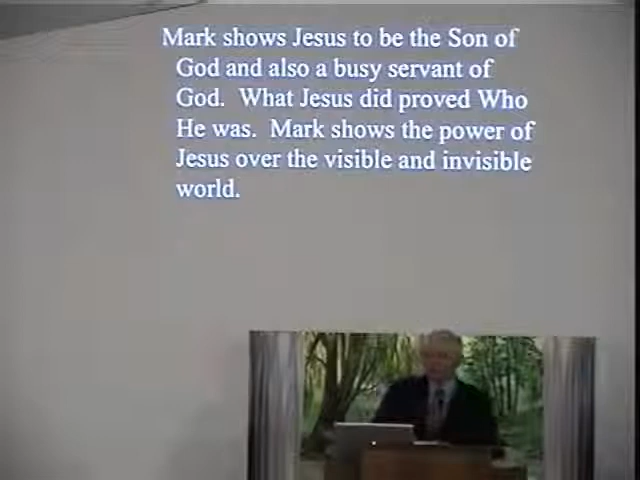 Mark shows Jesus to be the Son of
God and also a busy servant of
God.  What Jesus did proved Who
He was.  Mark shows the power of
Jesus over the visible and invisible
world.